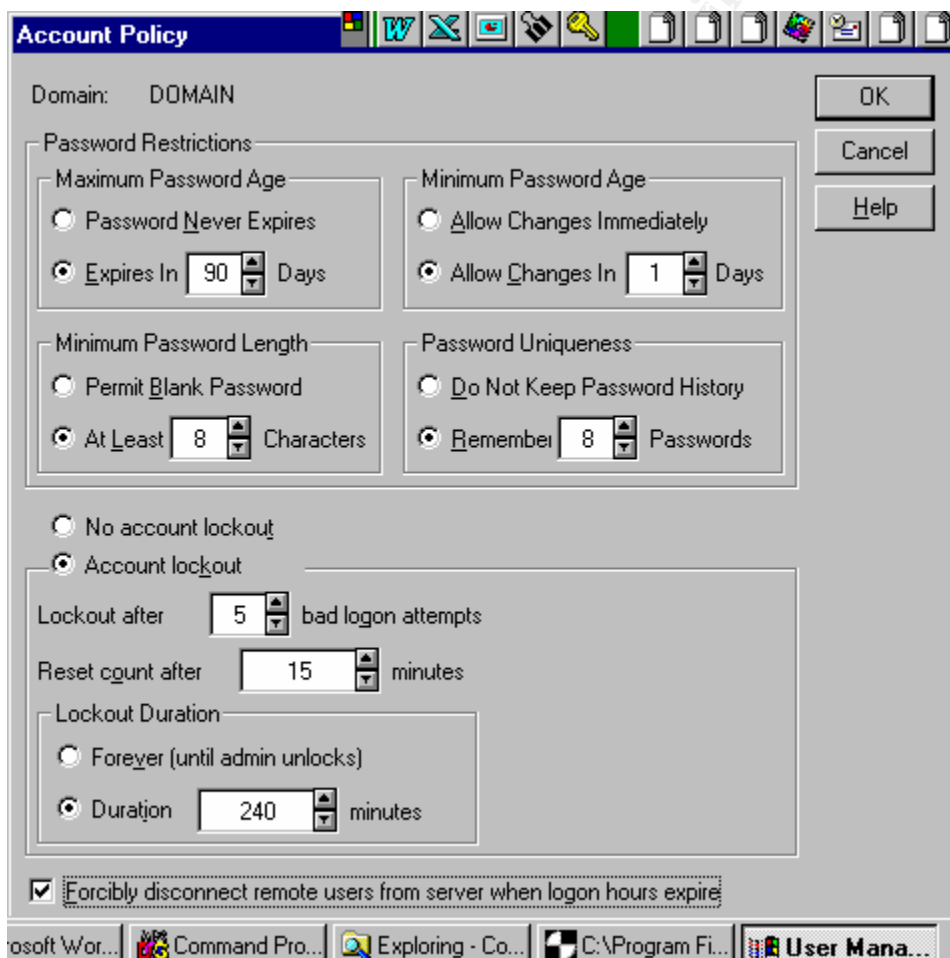 Account Policy
Domain: DOMAIN
OK
Cancel
Help
Password Restrictions
Maximum Password Age
Password Never Expires
Expires In 90 Days
Minimum Password Age
Allow Changes Immediately
Allow Changes In 1 Days
Minimum Password Length
Permit Blank Password
At Least 8 Characters
Password Uniqueness
Do Not Keep Password History
Remember 8 Passwords
No account lockout
Account lockout
Lockout after 5 bad logon attempts
Reset count after 15 minutes
Lockout Duration
Forever (until admin unlocks)
Duration 240 minutes
Forcibly disconnect remote users from server when logon hours expire
rosoft Wor... Command Pro... Exploring - Co... C:\Program Fi... User Mana...